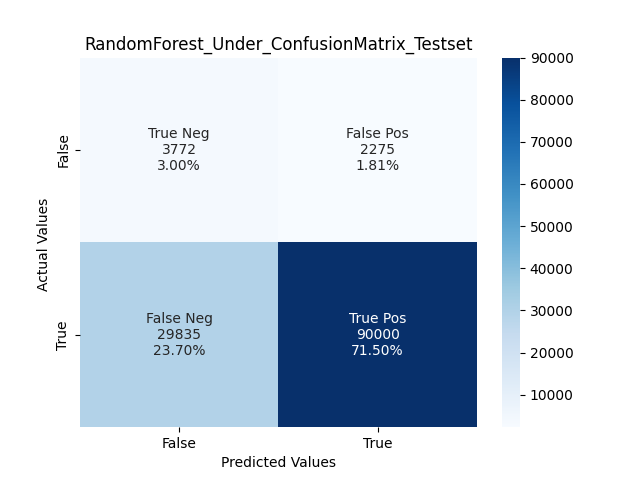 RandomForest_Under_ConfusionMatrix_Testset
Actual Values
False
True
True Neg
3772
3.00%
False Pos
2275
1.81%
False Neg
29835
23.70%
True Pos
90000
71.50%
False
True
Predicted Values
90000
80000
70000
60000
50000
40000
30000
20000
10000